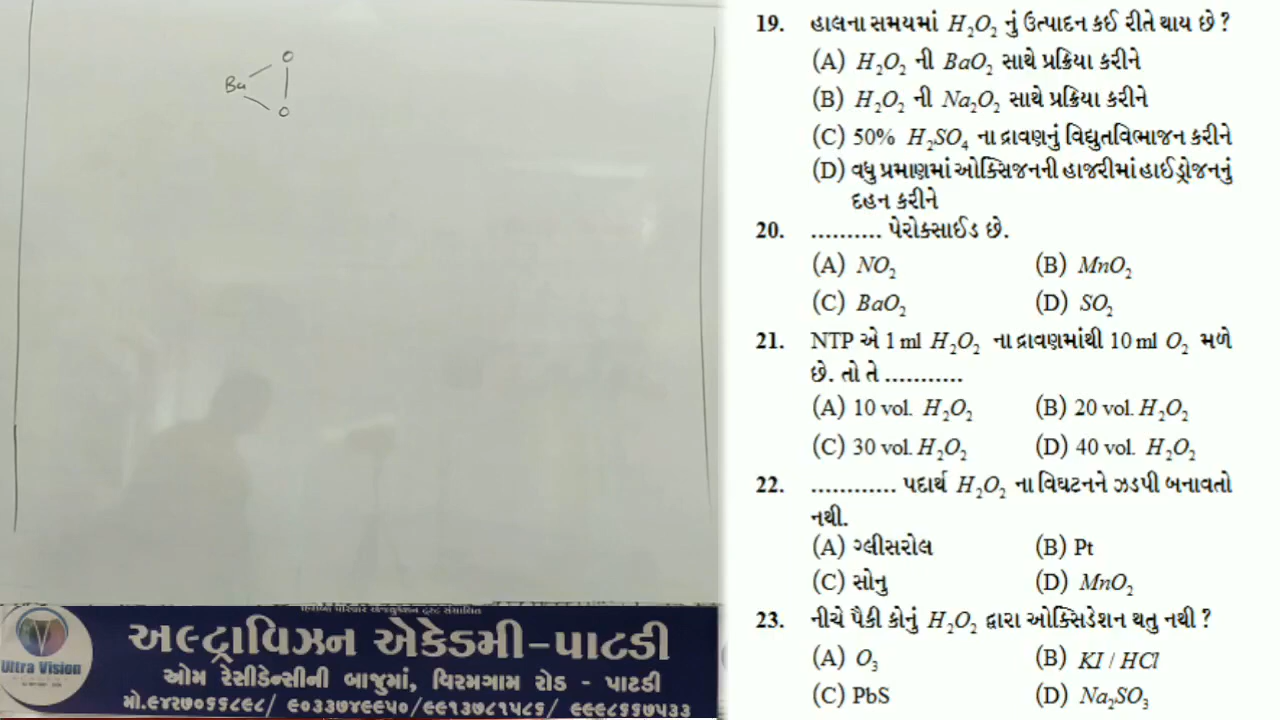 Ba
O
O
19. હાલના સમયમાં H₂O₂ નું ઉત્પાદન કઈ રીતે થાય છે ?
(A) H₂O₂ ની BaO₂ સાથે પ્રક્રિયા કરીને
(B) H₂O₂ ની Na₂O₂ સાથે પ્રક્રિયા કરીને
(C) 50% H₂SO₄ ના દ્રાવણનું વિદ્યુતવિભાજન કરીને
(D) વધુ પ્રમાણમાં ઓક્સિજનની હાજરીમાં હાઈડ્રોજનનું
દહન કરીને
20. .......... પેરોક્સાઈડ છે.
(A) NO₂ (B) MnO₂
(C) BaO₂ (D) SO₂
21. NTP એ 1 ml H₂O₂ ના દ્રાવણમાંથી 10 ml O₂ મળે
છે. તો તે ...........
(A) 10 vol. H₂O₂ (B) 20 vol. H₂O₂
(C) 30 vol. H₂O₂ (D) 40 vol. H₂O₂
22. ............ પદાર્થ H₂O₂ ના વિઘટનને ઝડપી બનાવતો
નથી.
(A) ગ્લીસરોલ (B) Pt
(C) સોનુ (D) MnO₂
23. નીચે પૈકી કોનું H₂O₂ દ્વારા ઓક્સિડેશન થતુ નથી ?
(A) O₃ (B) KI / HCl
(C) PbS (D) Na₂SO₃
Ultra Vision
અલ્ટ્રાવિઝન એકેડમી-પાટડી
ઓમ રેસીડેન્સીની બાજુમાં, વિરમગામ રોડ - પાટડી
મો.૯૪૨૭૦૬૬૮૯૮/ ૯૦૩૩૭૪૯૯૫૦/૯૯૧૩૭૮૧૫૮૬/ ૯૯૯૮૬૬૭૫૩૩